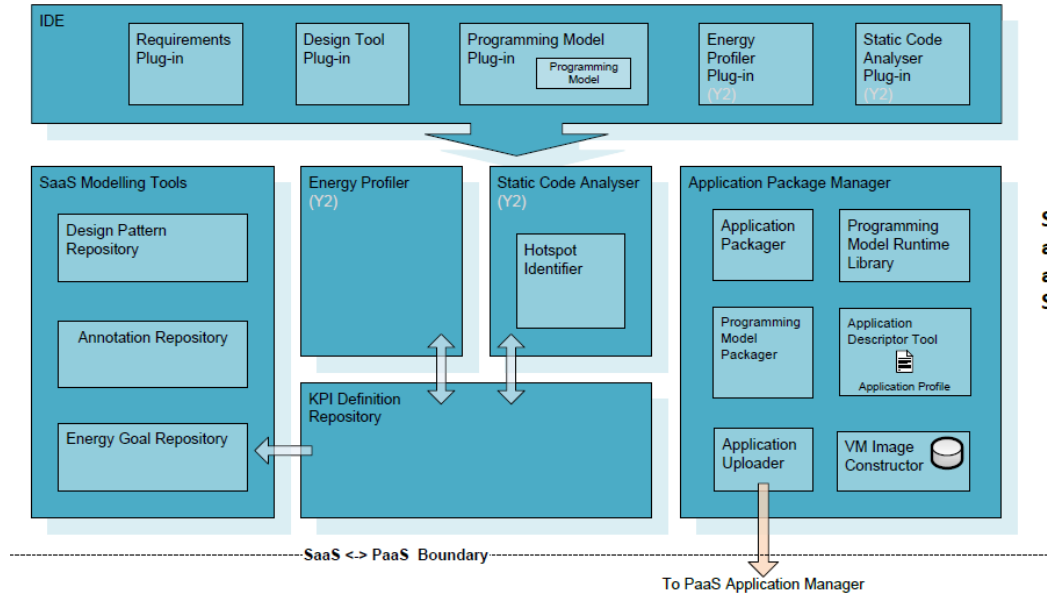 IDE
Requirements
Plug-in
Design Tool
Plug-in
Programming Model
Plug-in
Programming
Model
Energy
Profiler
Plug-in
(Y2)
Static Code
Analyser
Plug-in
(Y2)
SaaS Modelling Tools
Design Pattern
Repository
Annotation Repository
Energy Goal Repository
Energy Profiler
(Y2)
Static Code Analyser
(Y2)
Hotspot
Identifier
KPI Definition
Repository
Application Package Manager
Application
Packager
Programming
Model Runtime
Library
Programming
Model
Packager
Application
Descriptor Tool
Application Profile
Application
Uploader
VM Image
Constructor
S
a
a
S
SaaS <-> PaaS Boundary
To PaaS Application Manager